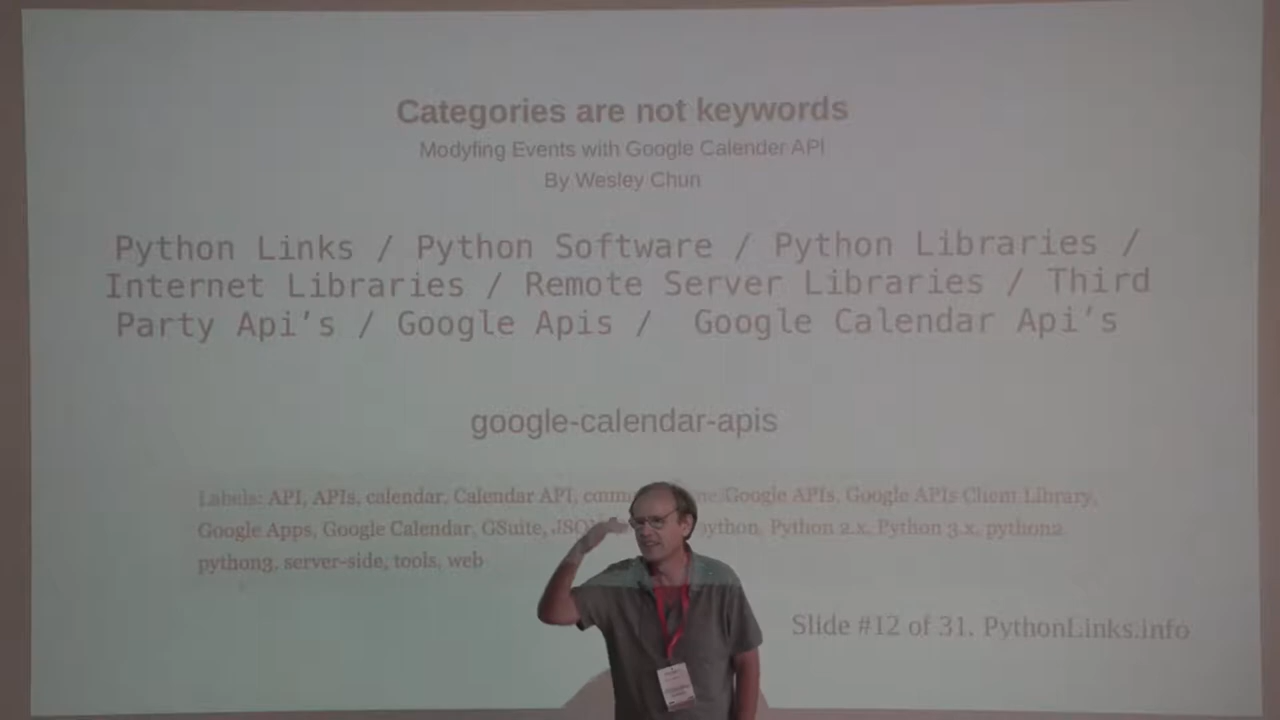 Categories are not keywords
Modyfing Events with Google Calender API
By Wesley Chun
Python Links / Python Software / Python Libraries /
Internet Libraries / Remote Server Libraries / Third
Party Api's / Google Apis / Google Calendar Api's
google-calendar-apis
Labels: API, APIs, calendar, Calendar API, Google APIs, Google APIs Client Library,
Google Apps, Google Calendar, GSuite, Python 2.x, Python 3.x, python2
python3, server-side, tools, web
Slide #12 of 31. PythonLinks.info